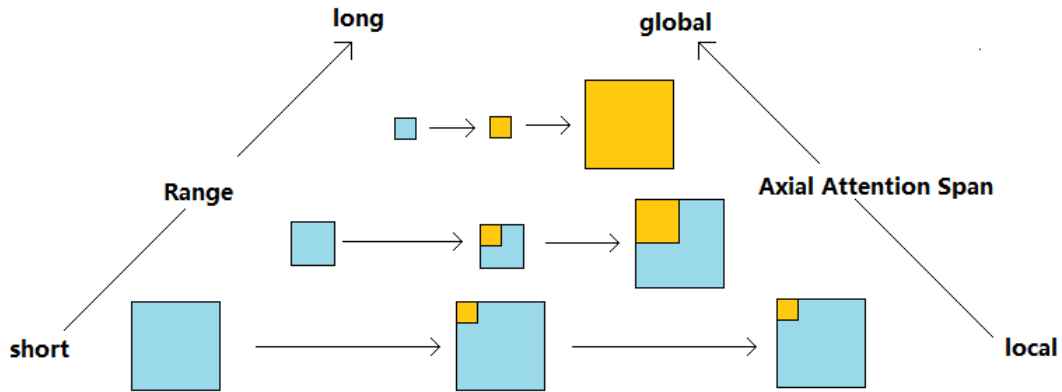 long
global
Range
Axial Attention Span
short
local